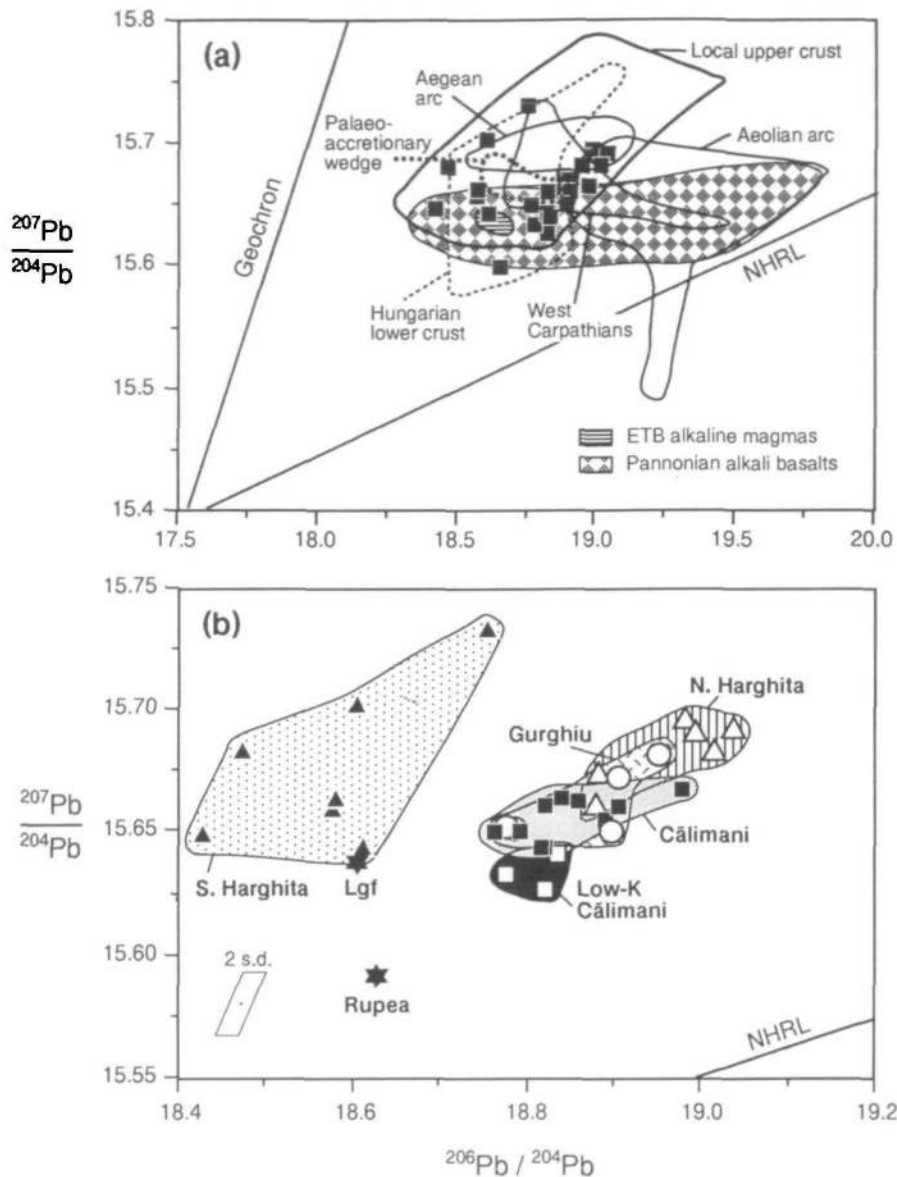 15.8
(a)
Local upper crust
Aegean
arc
15.7
Palaeo-
accretionary
wedge
Aeolian arc
Geochron
²⁰⁷Pb
²⁰⁴Pb
15.6
NHRL
Hungarian
lower crust
West
Carpathians
15.5
ETB alkaline magmas
Pannonian alkali basalts
15.4
17.5 18.0 18.5 19.0 19.5 20.0
15.75
(b)
N. Harghita
15.70
Gurghiu
²⁰⁷Pb
²⁰⁴Pb
15.65
Călimani
S. Harghita
Lgf
Low-K
Călimani
15.60
2 s.d.
Rupea
NHRL
15.55
18.4 18.6 18.8 19.0 19.2
²⁰⁶Pb / ²⁰⁴Pb